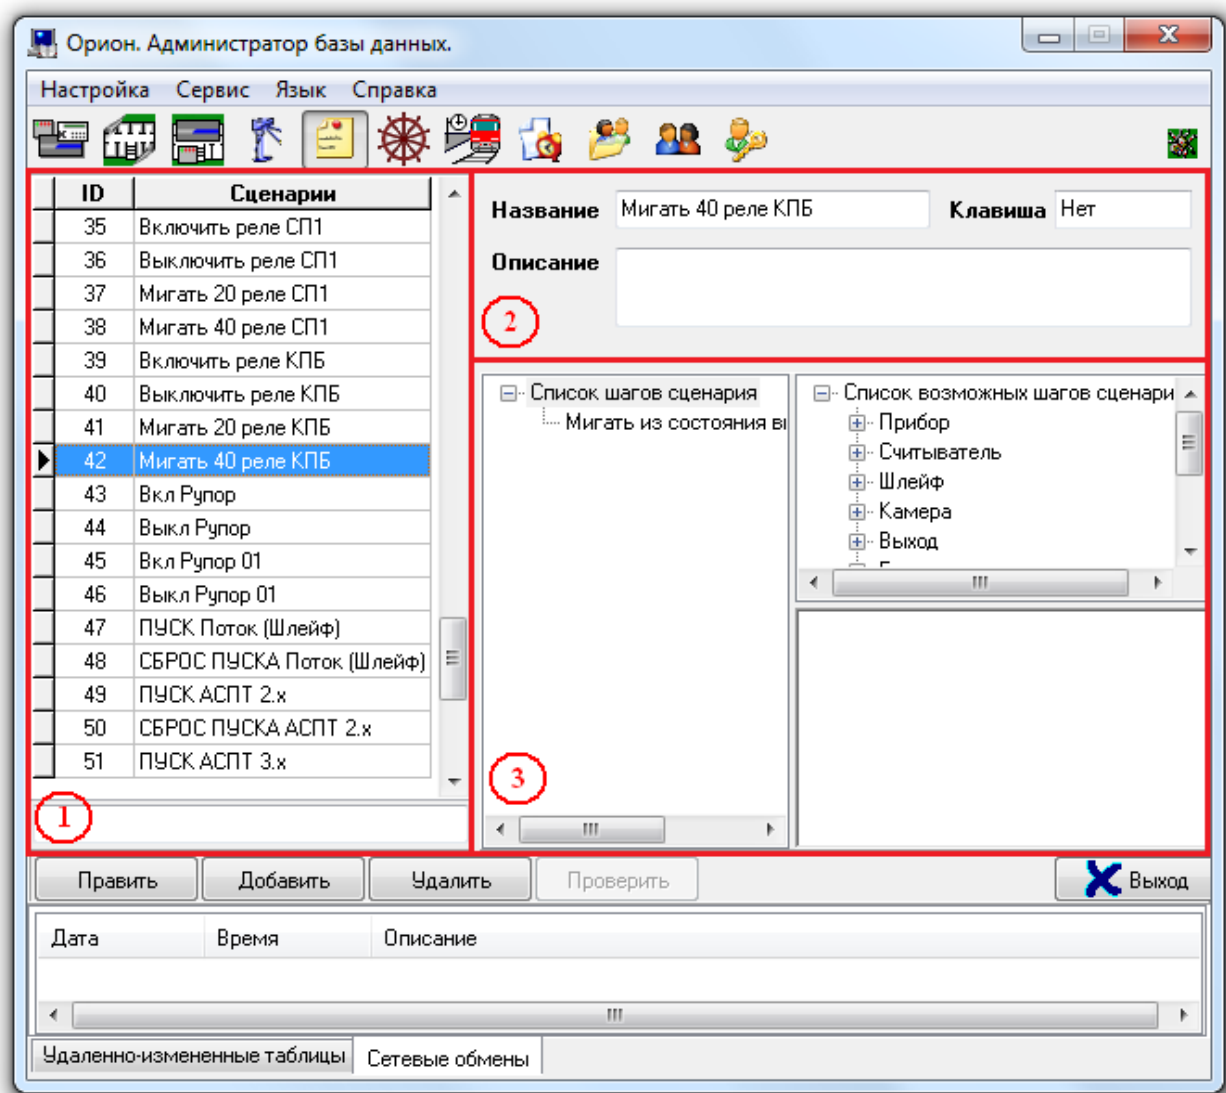 Орион. Администратор базы данных.
Настройка Сервис Язык Справка
ID Сценарии
35 Включить реле СП1
36 Выключить реле СП1
37 Мигать 20 реле СП1
38 Мигать 40 реле СП1
39 Включить реле КПБ
40 Выключить реле КПБ
41 Мигать 20 реле КПБ
42 Мигать 40 реле КПБ
43 Вкл Рупор
44 Выкл Рупор
45 Вкл Рупор 01
46 Выкл Рупор 01
47 ПУСК Поток (Шлейф)
48 СБРОС ПУСКА Поток (Шлейф)
49 ПУСК АСПТ 2.x
50 СБРОС ПУСКА АСПТ 2.x
51 ПУСК АСПТ 3.x
1
Название Мигать 40 реле КПБ Клавиша Нет
Описание
2
Список шагов сценария
Мигать из состояния вы
3
Список возможных шагов сценари
Прибор
Считыватель
Шлейф
Камера
Выход
Править Добавить Удалить Проверить Выход
Дата Время Описание
Удаленно-измененные таблицы Сетевые обмены